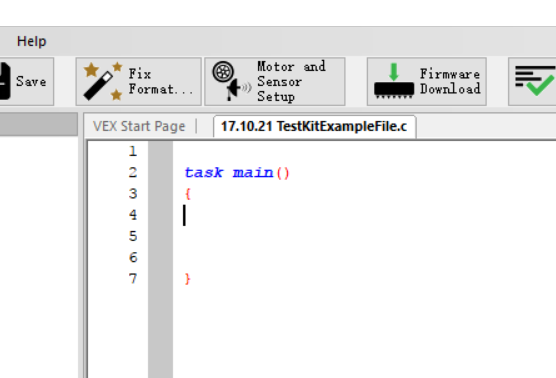 Help
Save
Fix
Format...
Motor and
Sensor
Setup
Firmware
Download
VEX Start Page
17.10.21 TestKitExampleFile.c
1
2 task main()
3 {
4
5
6
7 }